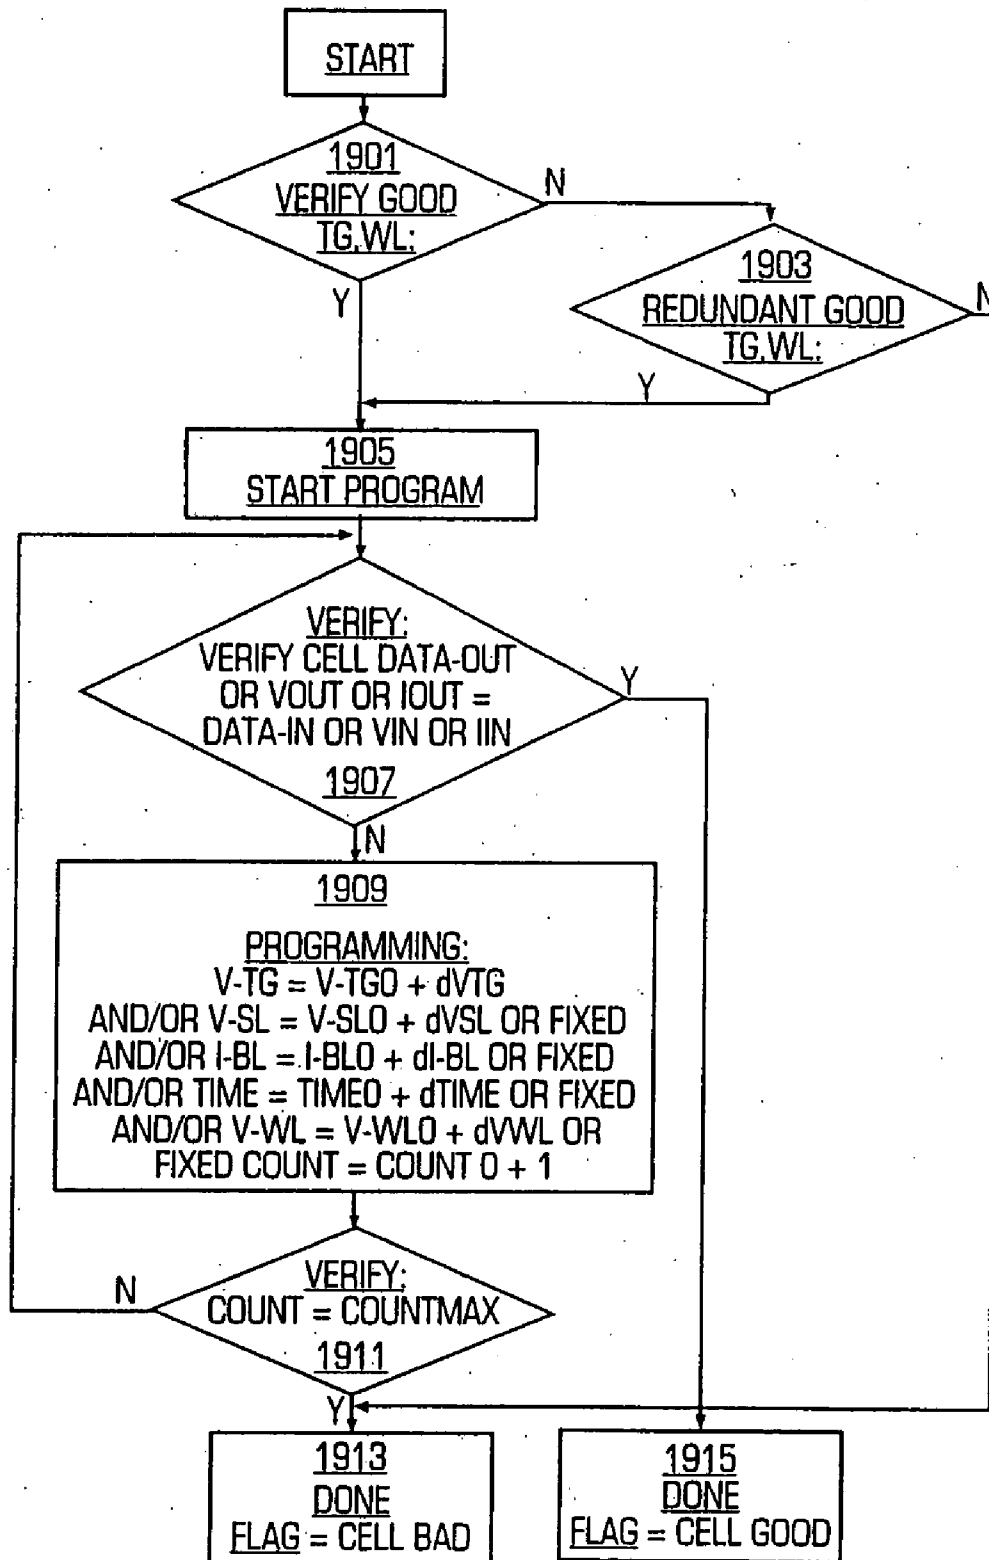 START
1901
VERIFY GOOD
TG,WL:
N
Y
1903
REDUNDANT GOOD
TG,WL:
N
Y
1905
START PROGRAM
VERIFY:
VERIFY CELL DATA-OUT
OR VOUT OR IOUT =
DATA-IN OR VIN OR IIN
1907
Y
N
1909
PROGRAMMING:
V-TG = V-TG0 + dVTG
AND/OR V-SL = V-SL0 + dVSL OR FIXED
AND/OR I-BL = I-BL0 + dI-BL OR FIXED
AND/OR TIME = TIME0 + dTIME OR FIXED
AND/OR V-WL = V-WL0 + dVWL OR
FIXED COUNT = COUNT 0 + 1
N
VERIFY:
COUNT = COUNTMAX
1911
Y
1913
DONE
FLAG = CELL BAD
1915
DONE
FLAG = CELL GOOD